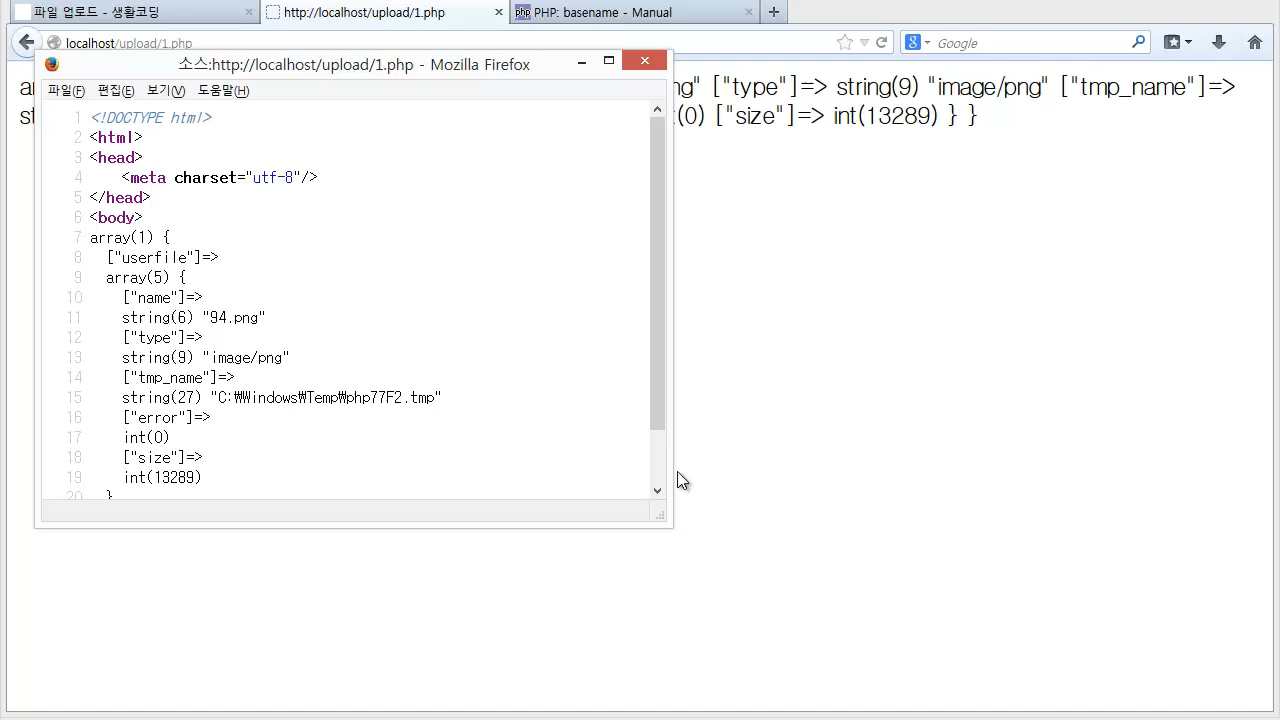 파일 업로드 - 생활코딩
http://localhost/upload/1.php
PHP: basename - Manual
localhost/upload/1.php
Google
소스:http://localhost/upload/1.php - Mozilla Firefox
파일(F) 편집(E) 보기(V) 도움말(H)
ng" ["type"]=> string(9) "image/png" ["tmp_name"]=>
(0) ["size"]=> int(13289) } }
1 <!DOCTYPE html>
2 <html>
3 <head>
4 <meta charset="utf-8"/>
5 </head>
6 <body>
7 array(1) {
8 ["userfile"]=>
9 array(5) {
10 ["name"]=>
11 string(6) "94.png"
12 ["type"]=>
13 string(9) "image/png"
14 ["tmp_name"]=>
15 string(27) "C:₩Windows₩Temp₩php77F2.tmp"
16 ["error"]=>
17 int(0)
18 ["size"]=>
19 int(13289)
20 }